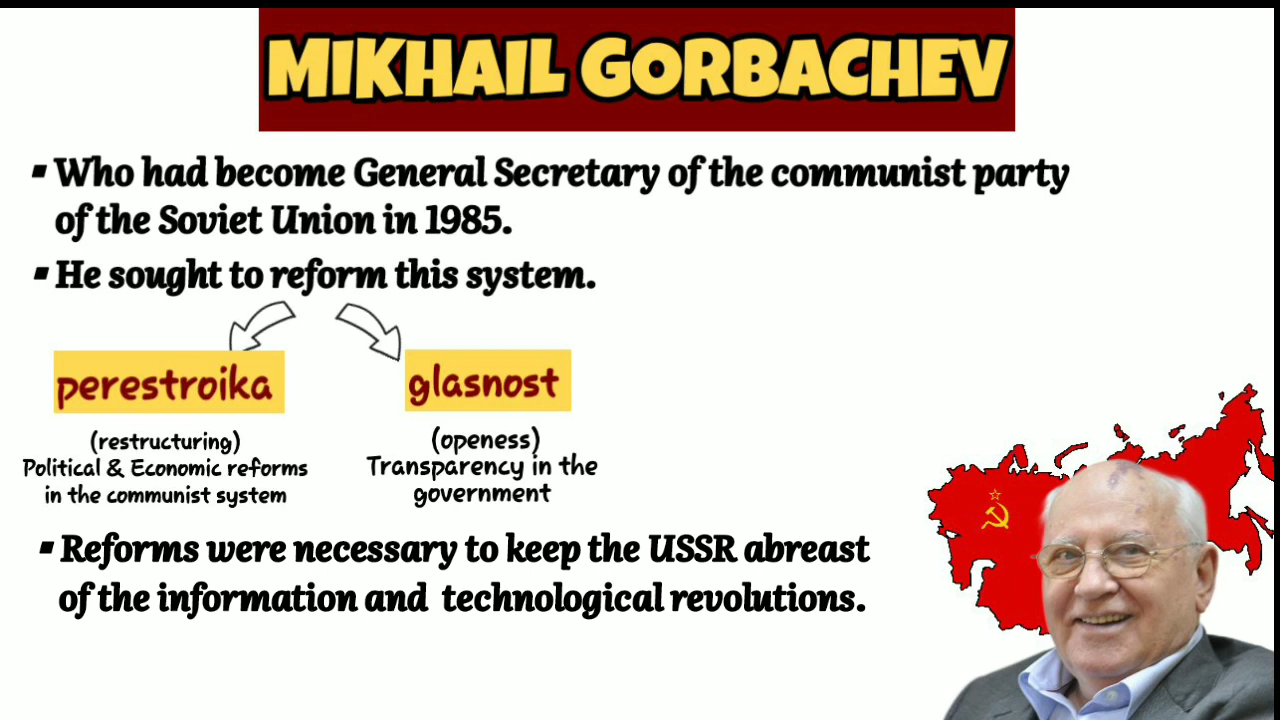 MIKHAIL GORBACHEV
▪ Who had become General Secretary of the communist party
of the Soviet Union in 1985.
▪ He sought to reform this system.
perestroika
(restructuring)
Political & Economic reforms
in the communist system
glasnost
(openess)
Transparency in the
government
▪ Reforms were necessary to keep the USSR abreast
of the information and technological revolutions.